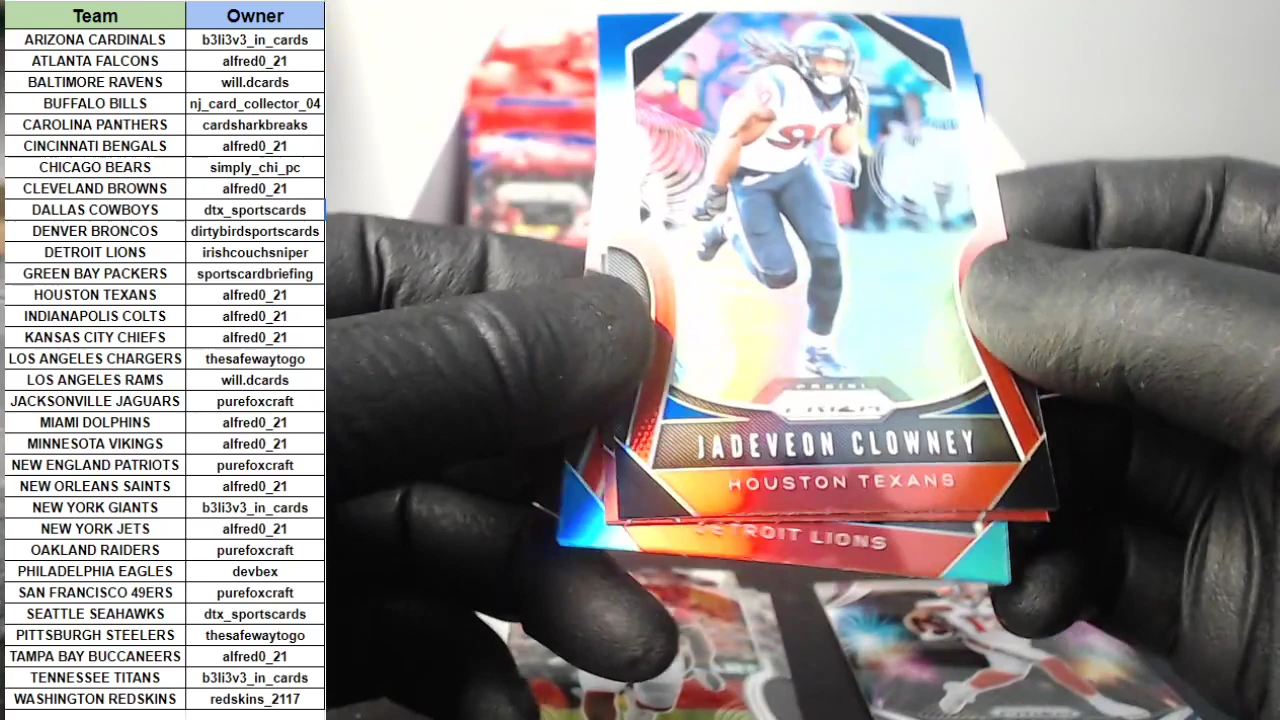 Team Owner
ARIZONA CARDINALS b3li3v3_in_cards
ATLANTA FALCONS alfred0_21
BALTIMORE RAVENS will.dcards
BUFFALO BILLS nj_card_collector_04
CAROLINA PANTHERS cardsharkbreaks
CINCINNATI BENGALS alfred0_21
CHICAGO BEARS simply_chi_pc
CLEVELAND BROWNS alfred0_21
DALLAS COWBOYS dtx_sportscards
DENVER BRONCOS dirtybirdsportscards
DETROIT LIONS irishcouchsniper
GREEN BAY PACKERS sportscardbriefing
HOUSTON TEXANS alfred0_21
INDIANAPOLIS COLTS alfred0_21
KANSAS CITY CHIEFS alfred0_21
LOS ANGELES CHARGERS thesafewaytogo
LOS ANGELES RAMS will.dcards
JACKSONVILLE JAGUARS purefoxcraft
MIAMI DOLPHINS alfred0_21
MINNESOTA VIKINGS alfred0_21
NEW ENGLAND PATRIOTS purefoxcraft
NEW ORLEANS SAINTS alfred0_21
NEW YORK GIANTS b3li3v3_in_cards
NEW YORK JETS alfred0_21
OAKLAND RAIDERS purefoxcraft
PHILADELPHIA EAGLES devbex
SAN FRANCISCO 49ERS purefoxcraft
SEATTLE SEAHAWKS dtx_sportscards
PITTSBURGH STEELERS thesafewaytogo
TAMPA BAY BUCCANEERS alfred0_21
TENNESSEE TITANS b3li3v3_in_cards
WASHINGTON REDSKINS redskins_2117
PANINI
PRIZM
JADEVEON CLOWNEY
HOUSTON TEXANS
DETROIT LIONS